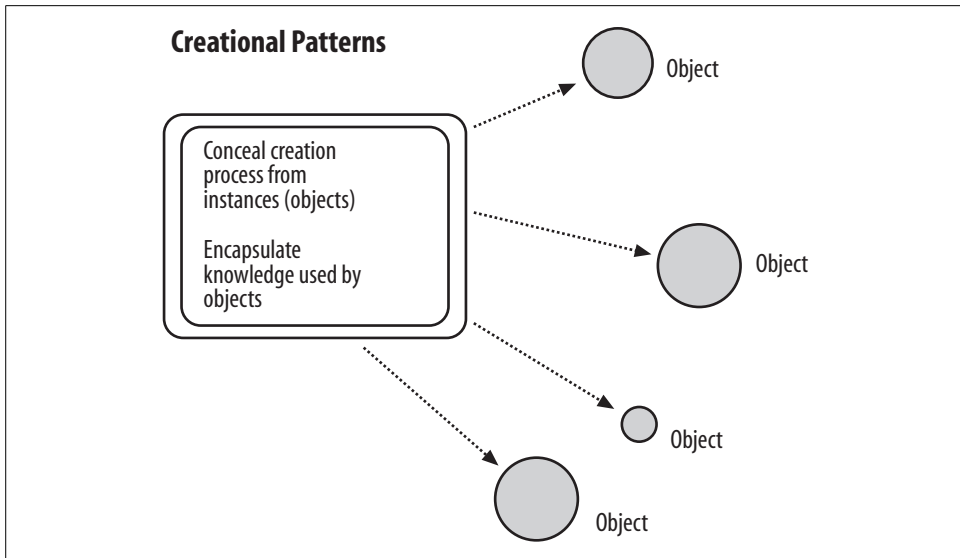 Creational Patterns
Object
Conceal creation
process from
instances (objects)
Encapsulate
knowledge used by
objects
Object
Object
Object